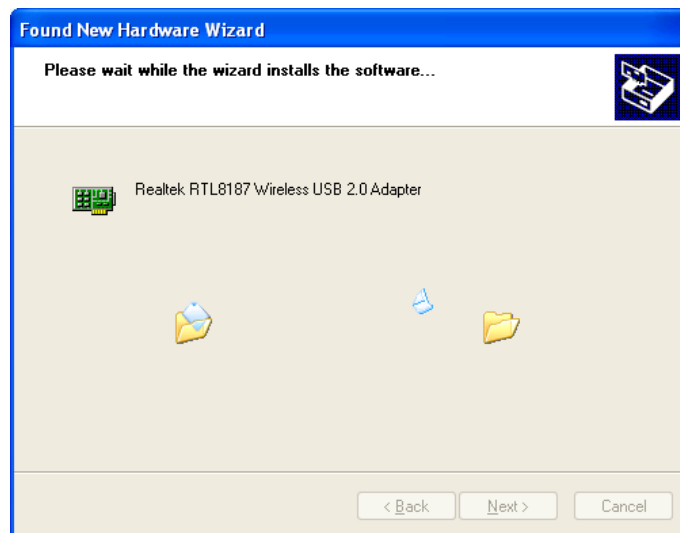 Found New Hardware Wizard
Please wait while the wizard installs the software...
Realtek RTL8187 Wireless USB 2.0 Adapter
< Back Next > Cancel